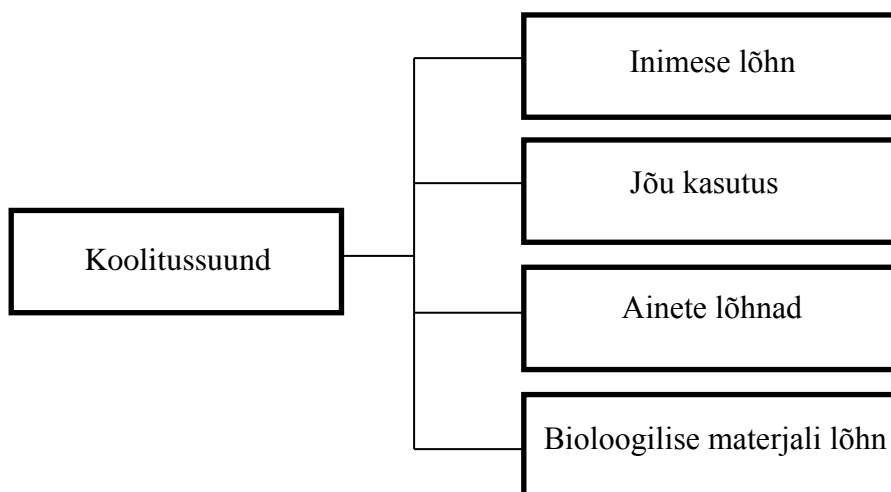 Koolitussuund
Inimese lõhn
Jõu kasutus
Ainete lõhnad
Bioloogilise materjali lõhn